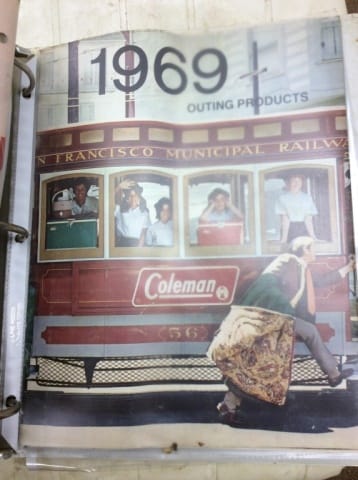 1969
OUTING PRODUCTS
N FRANCISCO MUNICIPAL RAILWA
Coleman
56